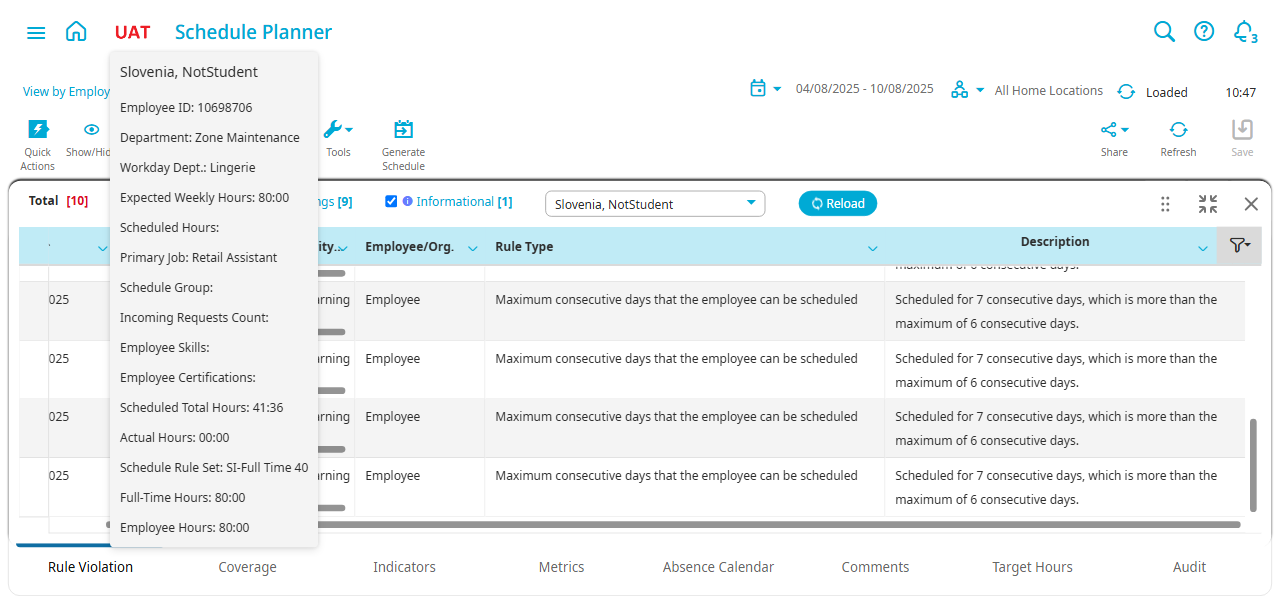 UAT Schedule Planner
3
Slovenia, NotStudent
Employee ID: 10698706
Department: Zone Maintenance
Workday Dept.: Lingerie
Expected Weekly Hours: 80:00
Scheduled Hours:
Primary Job: Retail Assistant
Schedule Group:
Incoming Requests Count:
Employee Skills:
Employee Certifications:
Scheduled Total Hours: 41:36
Actual Hours: 00:00
Schedule Rule Set: SI-Full Time 40
Full-Time Hours: 80:00
Employee Hours: 80:00
View by Employ
04/08/2025 - 10/08/2025
All Home Locations
Loaded
10:47
Quick Actions
Show/Hid
Tools
Generate Schedule
Share
Refresh
Save
Total [10]
ngs [9]
Informational [1]
Slovenia, NotStudent
Reload
ity...
Employee/Org.
Rule Type
Description
maximum of 6 consecutive days.
025 arning Employee Maximum consecutive days that the employee can be scheduled Scheduled for 7 consecutive days, which is more than the
maximum of 6 consecutive days.
025 arning Employee Maximum consecutive days that the employee can be scheduled Scheduled for 7 consecutive days, which is more than the
maximum of 6 consecutive days.
025 arning Employee Maximum consecutive days that the employee can be scheduled Scheduled for 7 consecutive days, which is more than the
maximum of 6 consecutive days.
025 arning Employee Maximum consecutive days that the employee can be scheduled Scheduled for 7 consecutive days, which is more than the
maximum of 6 consecutive days.
Rule Violation
Coverage
Indicators
Metrics
Absence Calendar
Comments
Target Hours
Audit